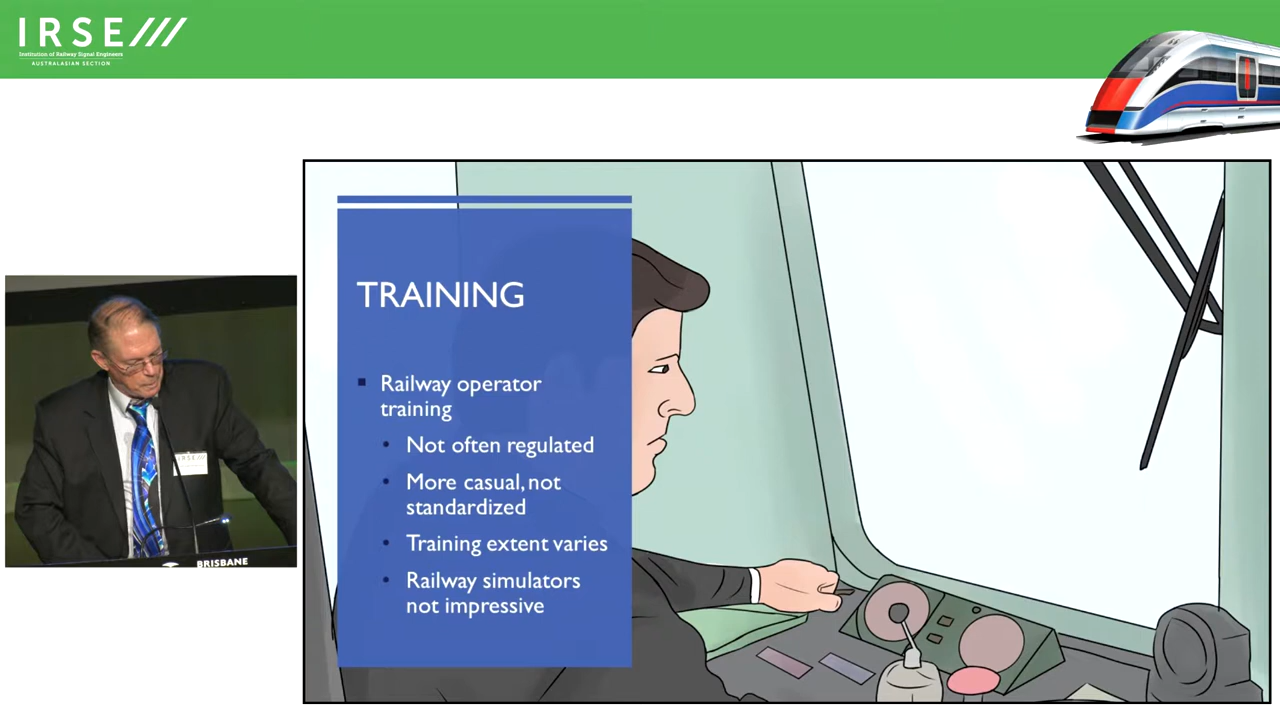 IRSE///
Institution of Railway Signal Engineers
AUSTRALASIAN SECTION
TRAINING
Railway operator
training
Not often regulated
More casual, not
standardized
Training extent varies
Railway simulators
not impressive
IRSE///
BRISBANE